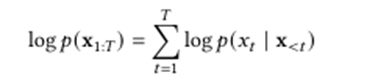 log p(x_{1:T}) = \sum_{t=1}^{T} log p(x_t | x_{<t})